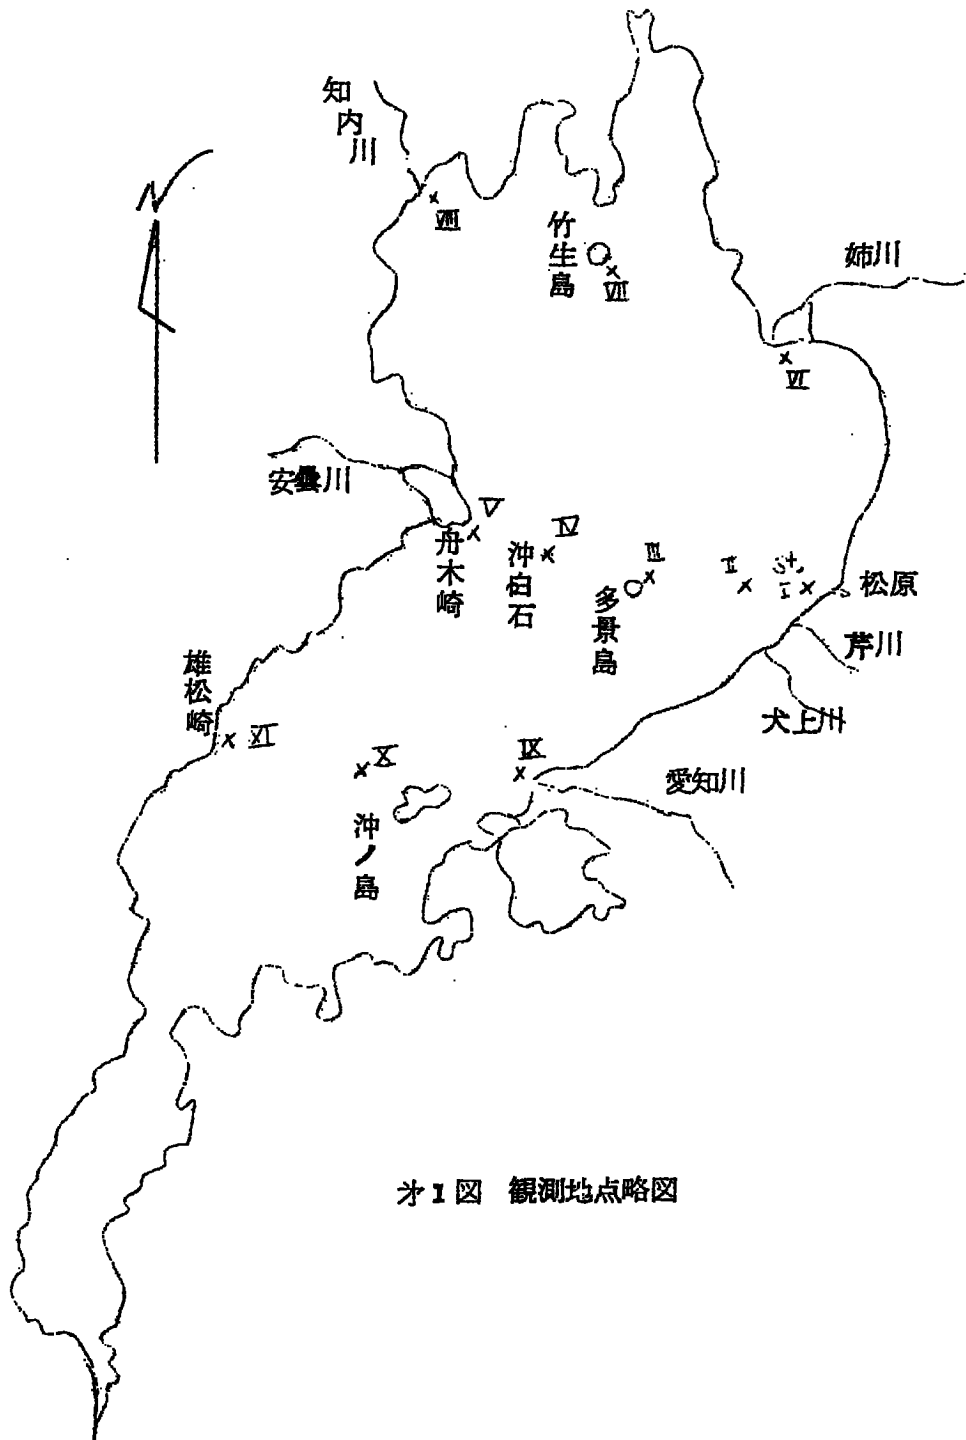 知内川
N
VIII
竹生島
VII
姉川
VI
安曇川
V
舟木崎
IV
沖白石
III
多景島
II
St. I
松原
芹川
犬上川
雄松崎
XI
X
沖ノ島
IX
愛知川
才1図 観測地点略図